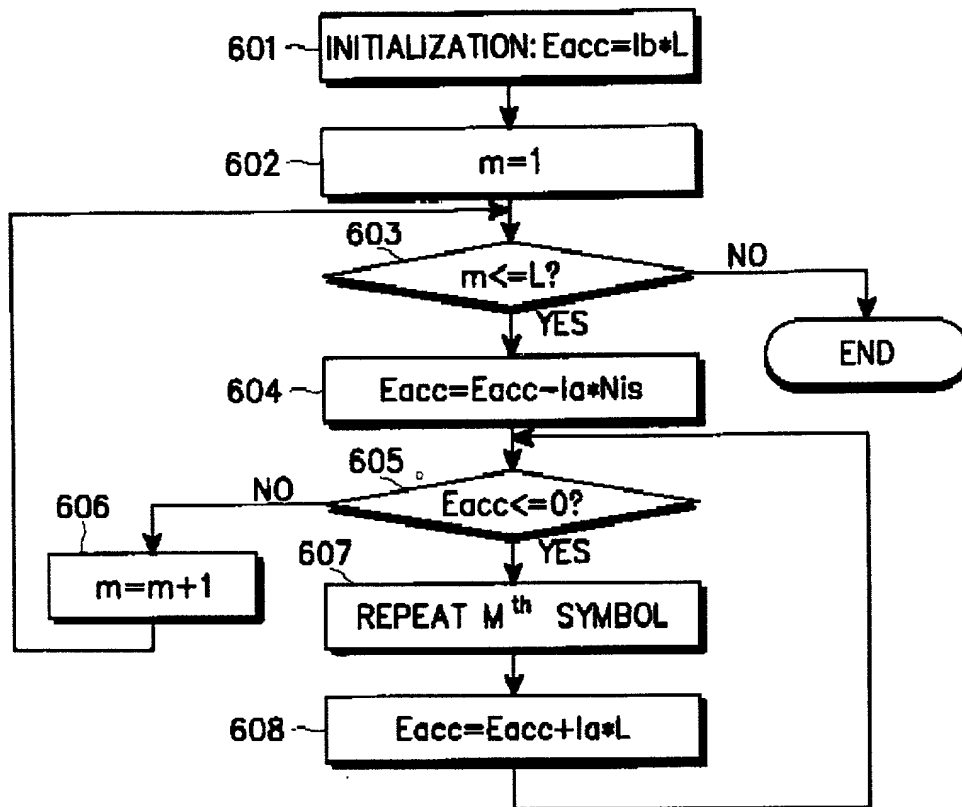 601 INITIALIZATION: Eacc=Ib*L
602 m=1
603
m<=L?
NO
YES
END
604 Eacc=Eacc-Ia*Nis
605
Eacc<=0?
NO
YES
606
m=m+1
607
REPEAT Mth SYMBOL
608 Eacc=Eacc+Ia*L